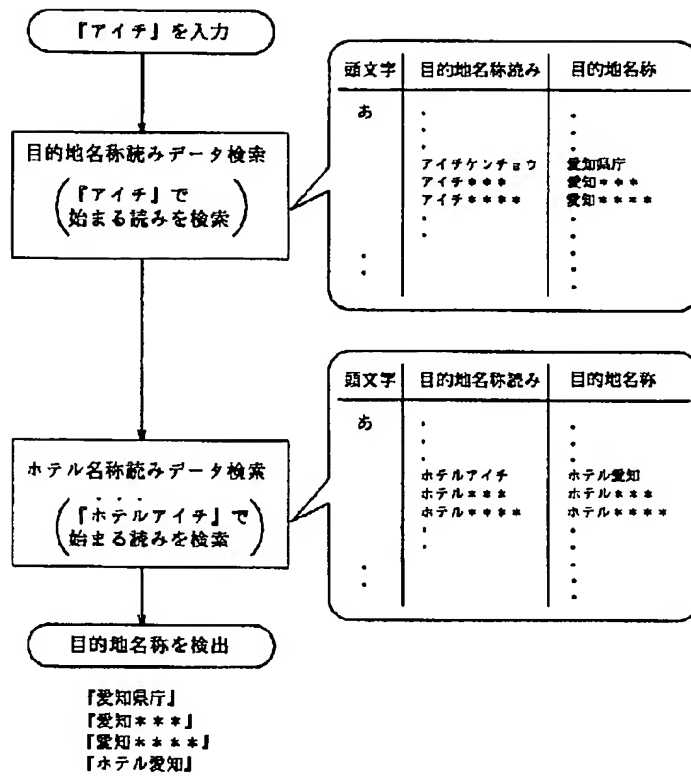 『アイチ』を入力
目的地名称読みデータ検索
『アイチ』で
始まる読みを検索
頭文字 目的地名称読み 目的地名称
あ
アイチケンチョウ 愛知県庁
アイチ*** 愛知***
アイチ**** 愛知****
ホテル名称読みデータ検索
『ホテルアイチ』で
始まる読みを検索
頭文字 目的地名称読み 目的地名称
あ
ホテルアイチ ホテル愛知
ホテル*** ホテル***
ホテル**** ホテル****
目的地名称を検出
『愛知県庁』
『愛知***』
『愛知****』
『ホテル愛知』